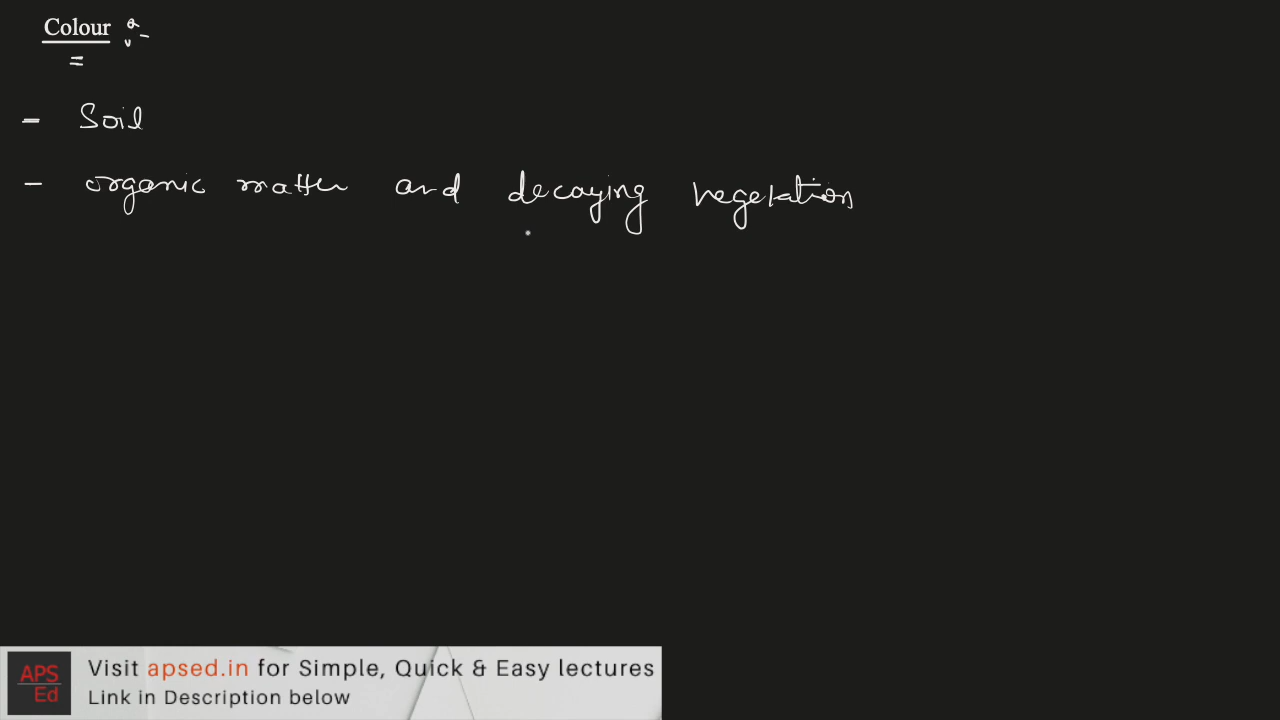 Colour :-
- Soil
- organic matter and decaying vegetation
APS
Ed
Visit apsed.in for Simple, Quick & Easy lectures
Link in Description below